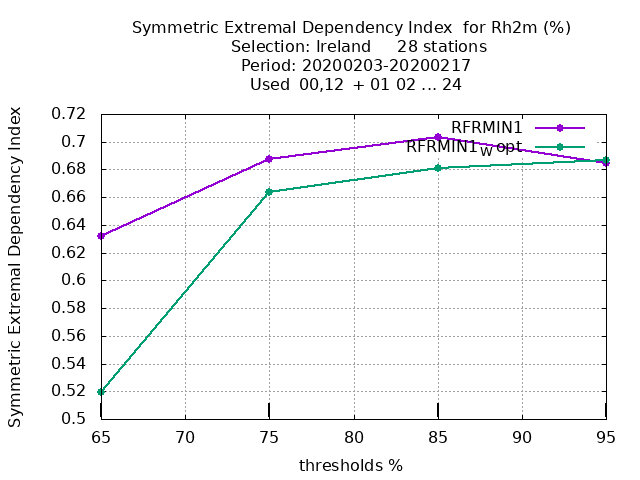 Symmetric Extremal Dependency Index for Rh2m (%)
Selection: Ireland 28 stations
Period: 20200203-20200217
Used 00,12 + 01 02 ... 24
Symmetric Extremal Dependency Index
0.72
0.7
0.68
0.66
0.64
0.62
0.6
0.58
0.56
0.54
0.52
0.5
RFRMIN1
RFRMIN1w opt
65 70 75 80 85 90 95
thresholds %